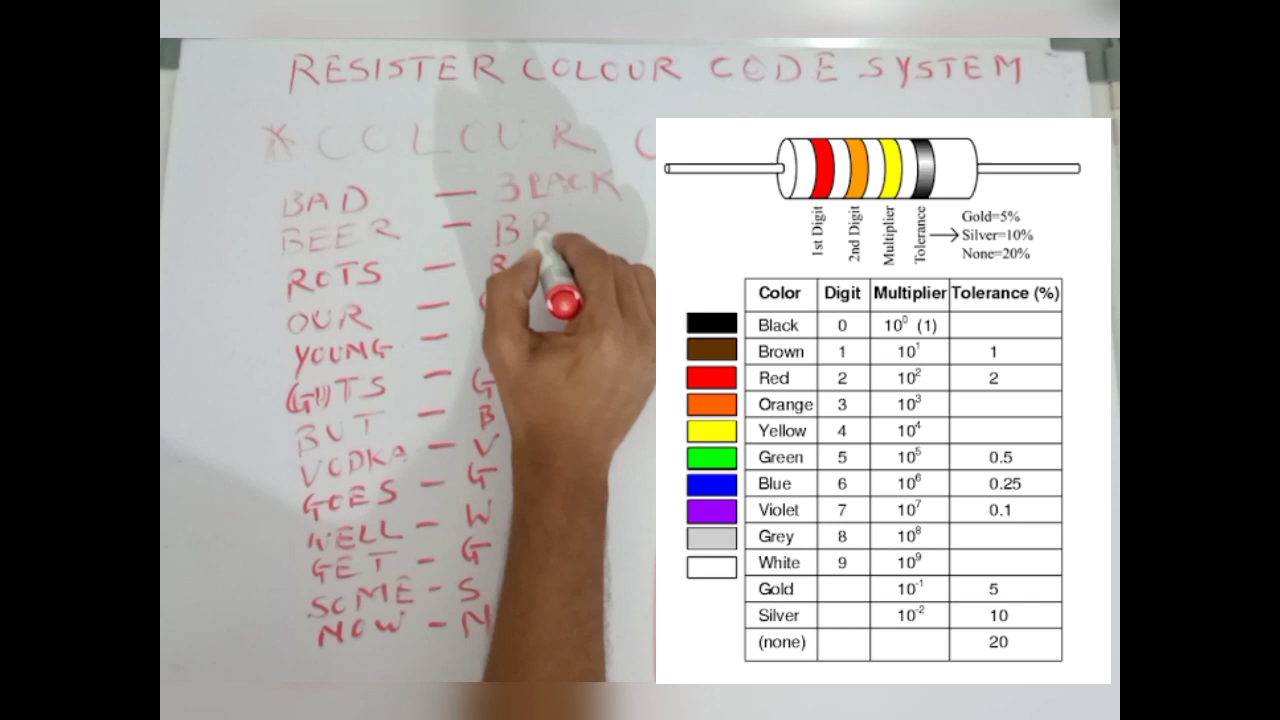 RESISTER COLOUR CODE SYSTEM
* COLOUR C
BAD — BLACK
BEER — BR
ROTS — R
OUR —
YOUNG —
GUTS — G
BUT — B
VODKA — V
GOES — G
WELL — W
GET — G
SOME - S
NOW - N
1st Digit
2nd Digit
Multiplier
Tolerance
Gold=5%
Silver=10%
None=20%
Color Digit Multiplier Tolerance (%)
Black 0 10⁰ (1)
Brown 1 10¹ 1
Red 2 10² 2
Orange 3 10³
Yellow 4 10⁴
Green 5 10⁵ 0.5
Blue 6 10⁶ 0.25
Violet 7 10⁷ 0.1
Grey 8 10⁸
White 9 10⁹
Gold 10⁻¹ 5
Silver 10⁻² 10
(none) 20